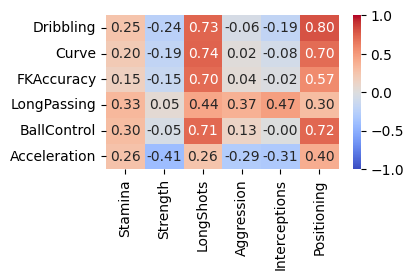 Dribbling 0.25 -0.24 0.73 -0.06 -0.19 0.80
Curve 0.20 -0.19 0.74 0.02 -0.08 0.70
FKAccuracy 0.15 -0.15 0.70 0.04 -0.02 0.57
LongPassing 0.33 0.05 0.44 0.37 0.47 0.30
BallControl 0.30 -0.05 0.71 0.13 -0.00 0.72
Acceleration 0.26 -0.41 0.26 -0.29 -0.31 0.40
Stamina
Strength
LongShots
Aggression
Interceptions
Positioning
1.0
0.5
0.0
−0.5
−1.0